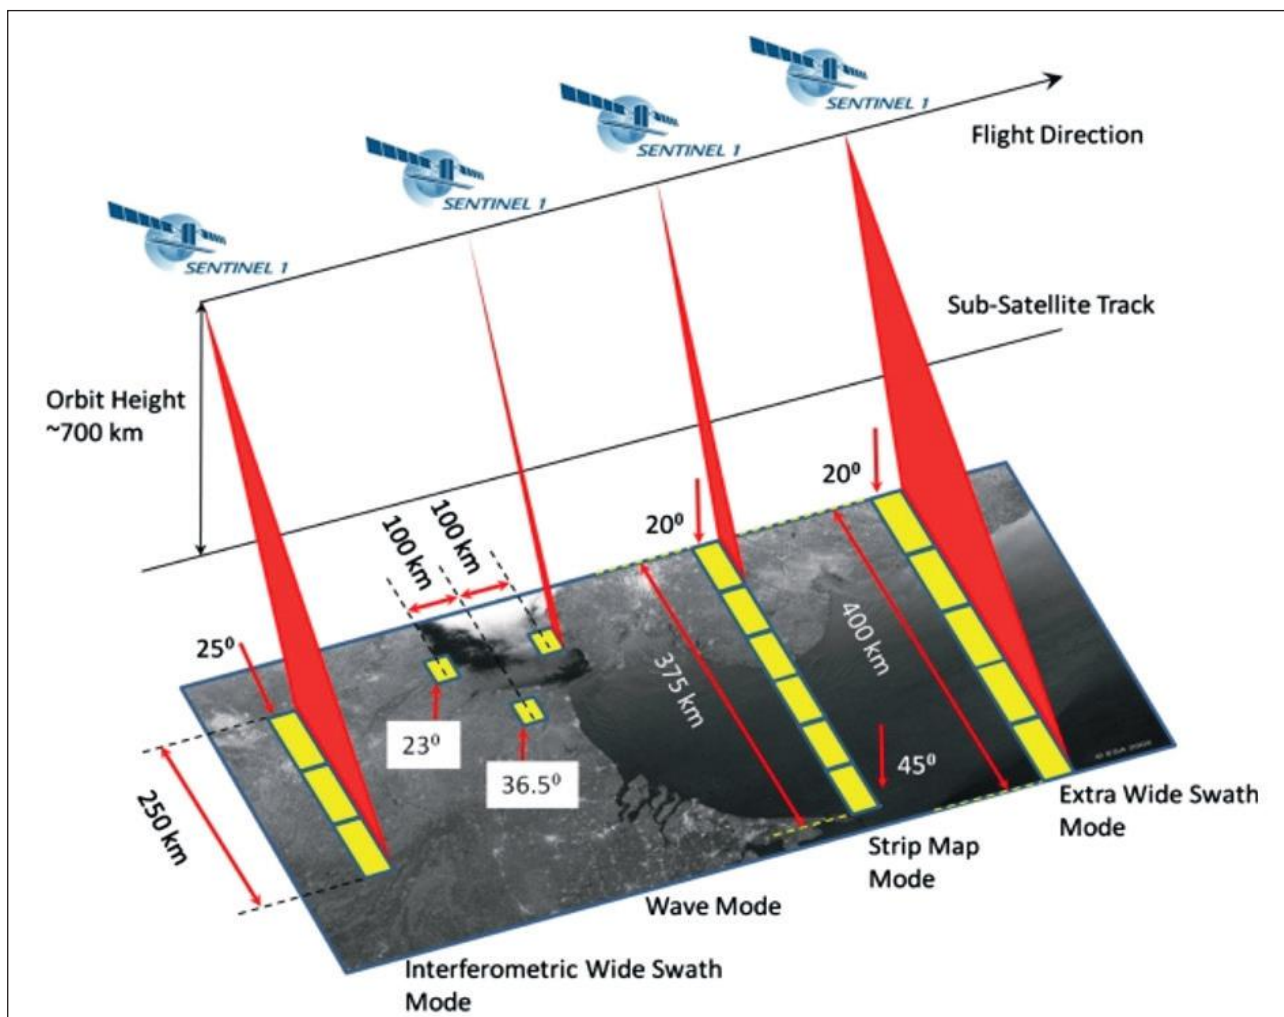 SENTINEL 1
Flight Direction
SENTINEL 1
SENTINEL 1
SENTINEL 1
Sub-Satellite Track
Orbit Height
~700 km
100 km
100 km
20⁰
20⁰
25⁰
375 km
400 km
23⁰
36.5⁰
45⁰
250 km
© ESA
Extra Wide Swath
Mode
Strip Map
Mode
Wave Mode
Interferometric Wide Swath
Mode